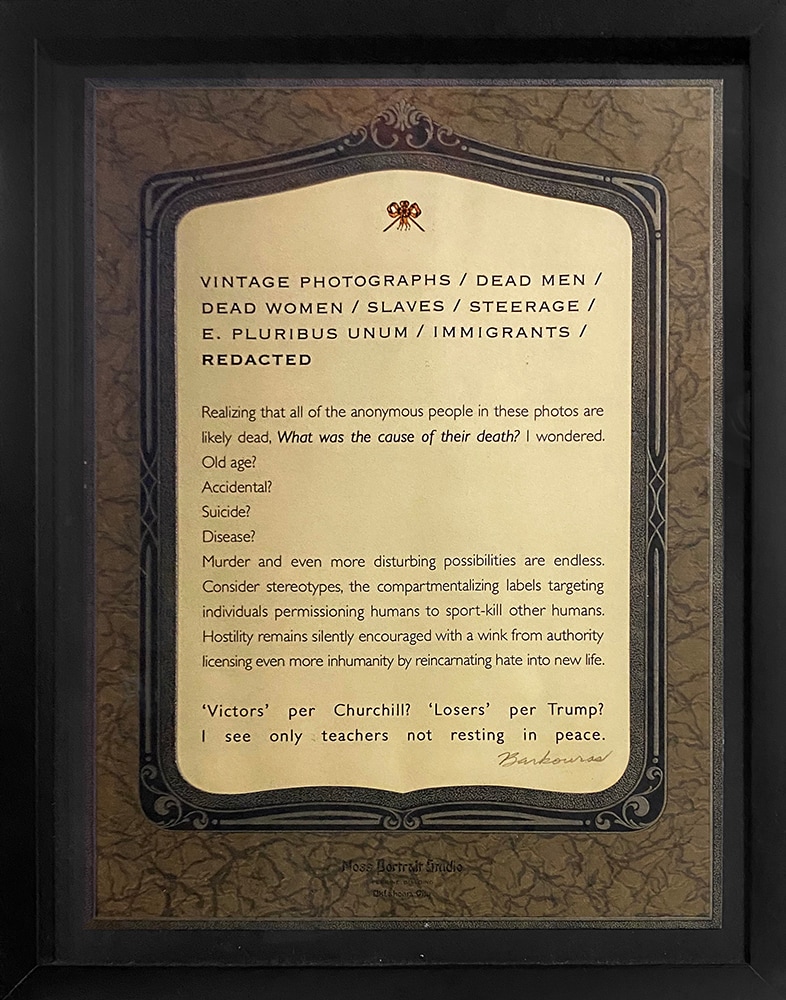 VINTAGE PHOTOGRAPHS / DEAD MEN /
DEAD WOMEN / SLAVES / STEERAGE /
E. PLURIBUS UNUM / IMMIGRANTS /
REDACTED
Realizing that all of the anonymous people in these photos are
likely dead, What was the cause of their death? I wondered.
Old age?
Accidental?
Suicide?
Disease?
Murder and even more disturbing possibilities are endless.
Consider stereotypes, the compartmentalizing labels targeting
individuals permissioning humans to sport-kill other humans.
Hostility remains silently encouraged with a wink from authority
licensing even more inhumanity by reincarnating hate into new life.
‘Victors’ per Churchill? ‘Losers’ per Trump?
I see only teachers not resting in peace.
Moss Portrait Studio
Oklahoma City